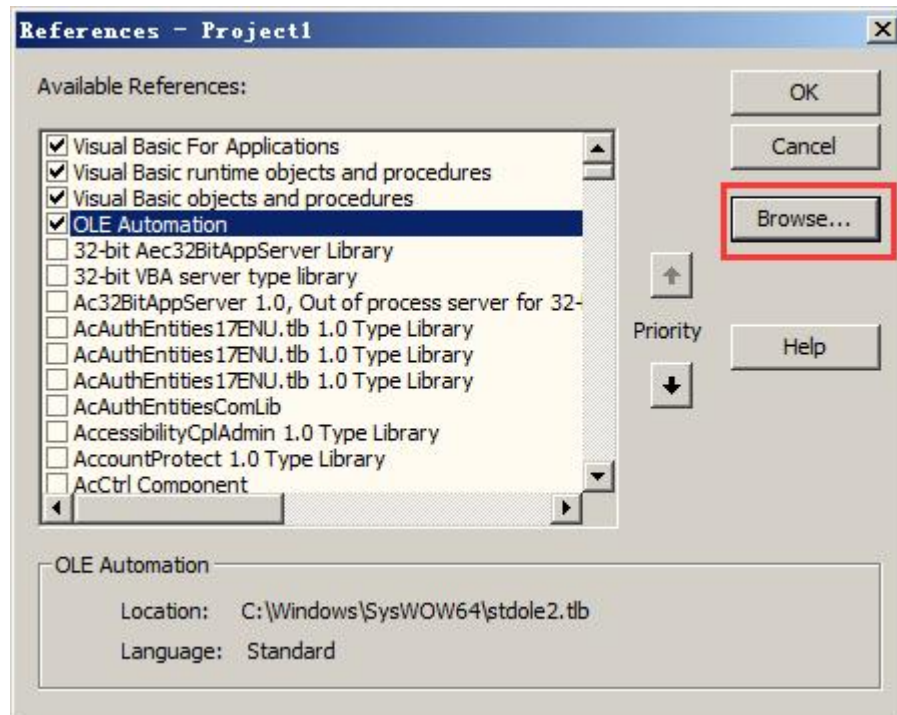 References - Project1
Available References:
OK
Cancel
Browse...
Help
Visual Basic For Applications
Visual Basic runtime objects and procedures
Visual Basic objects and procedures
OLE Automation
32-bit Aec32BitAppServer Library
32-bit VBA server type library
Ac32BitAppServer 1.0, Out of process server for 32-
AcAuthEntities17ENU.tlb 1.0 Type Library
AcAuthEntities17ENU.tlb 1.0 Type Library
AcAuthEntities17ENU.tlb 1.0 Type Library
AcAuthEntitiesComLib
AccessibilityCplAdmin 1.0 Type Library
AccountProtect 1.0 Type Library
AcCtrl Component
Priority
OLE Automation
Location: C:\Windows\SysWOW64\stdole2.tlb
Language: Standard